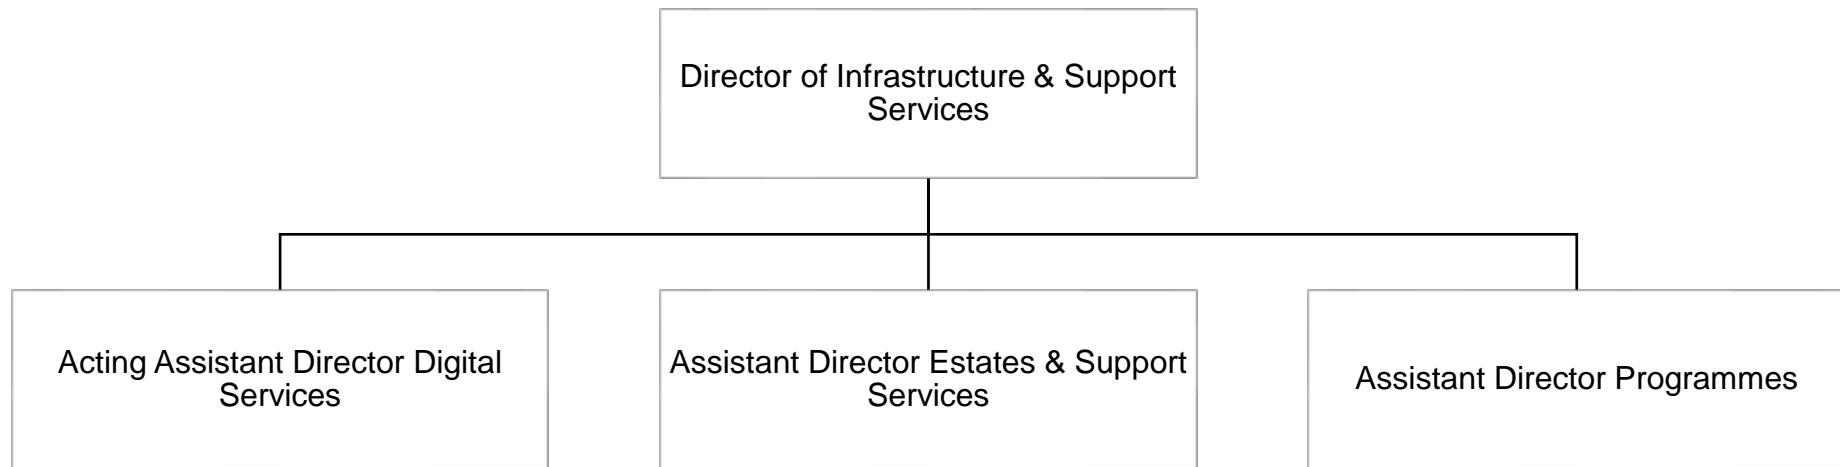 Director of Infrastructure & Support
Services
Acting Assistant Director Digital
Services
Assistant Director Estates & Support
Services
Assistant Director Programmes